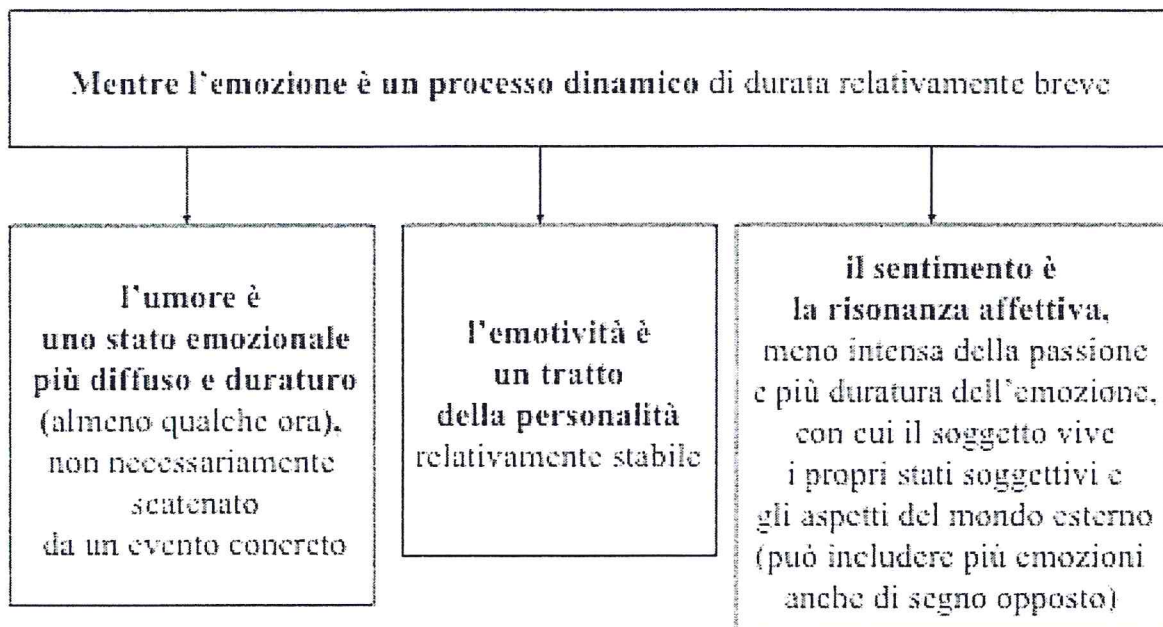 Mentre l'emozione è un processo dinamico di durata relativamente breve
l'umore è
uno stato emozionale
più diffuso e duraturo
(almeno qualche ora),
non necessariamente
scatenato
da un evento concreto
l'emotività è
un tratto
della personalità
relativamente stabile
il sentimento è
la risonanza affettiva,
meno intensa della passione
e più duratura dell'emozione,
con cui il soggetto vive
i propri stati soggettivi e
gli aspetti del mondo esterno
(può includere più emozioni
anche di segno opposto)